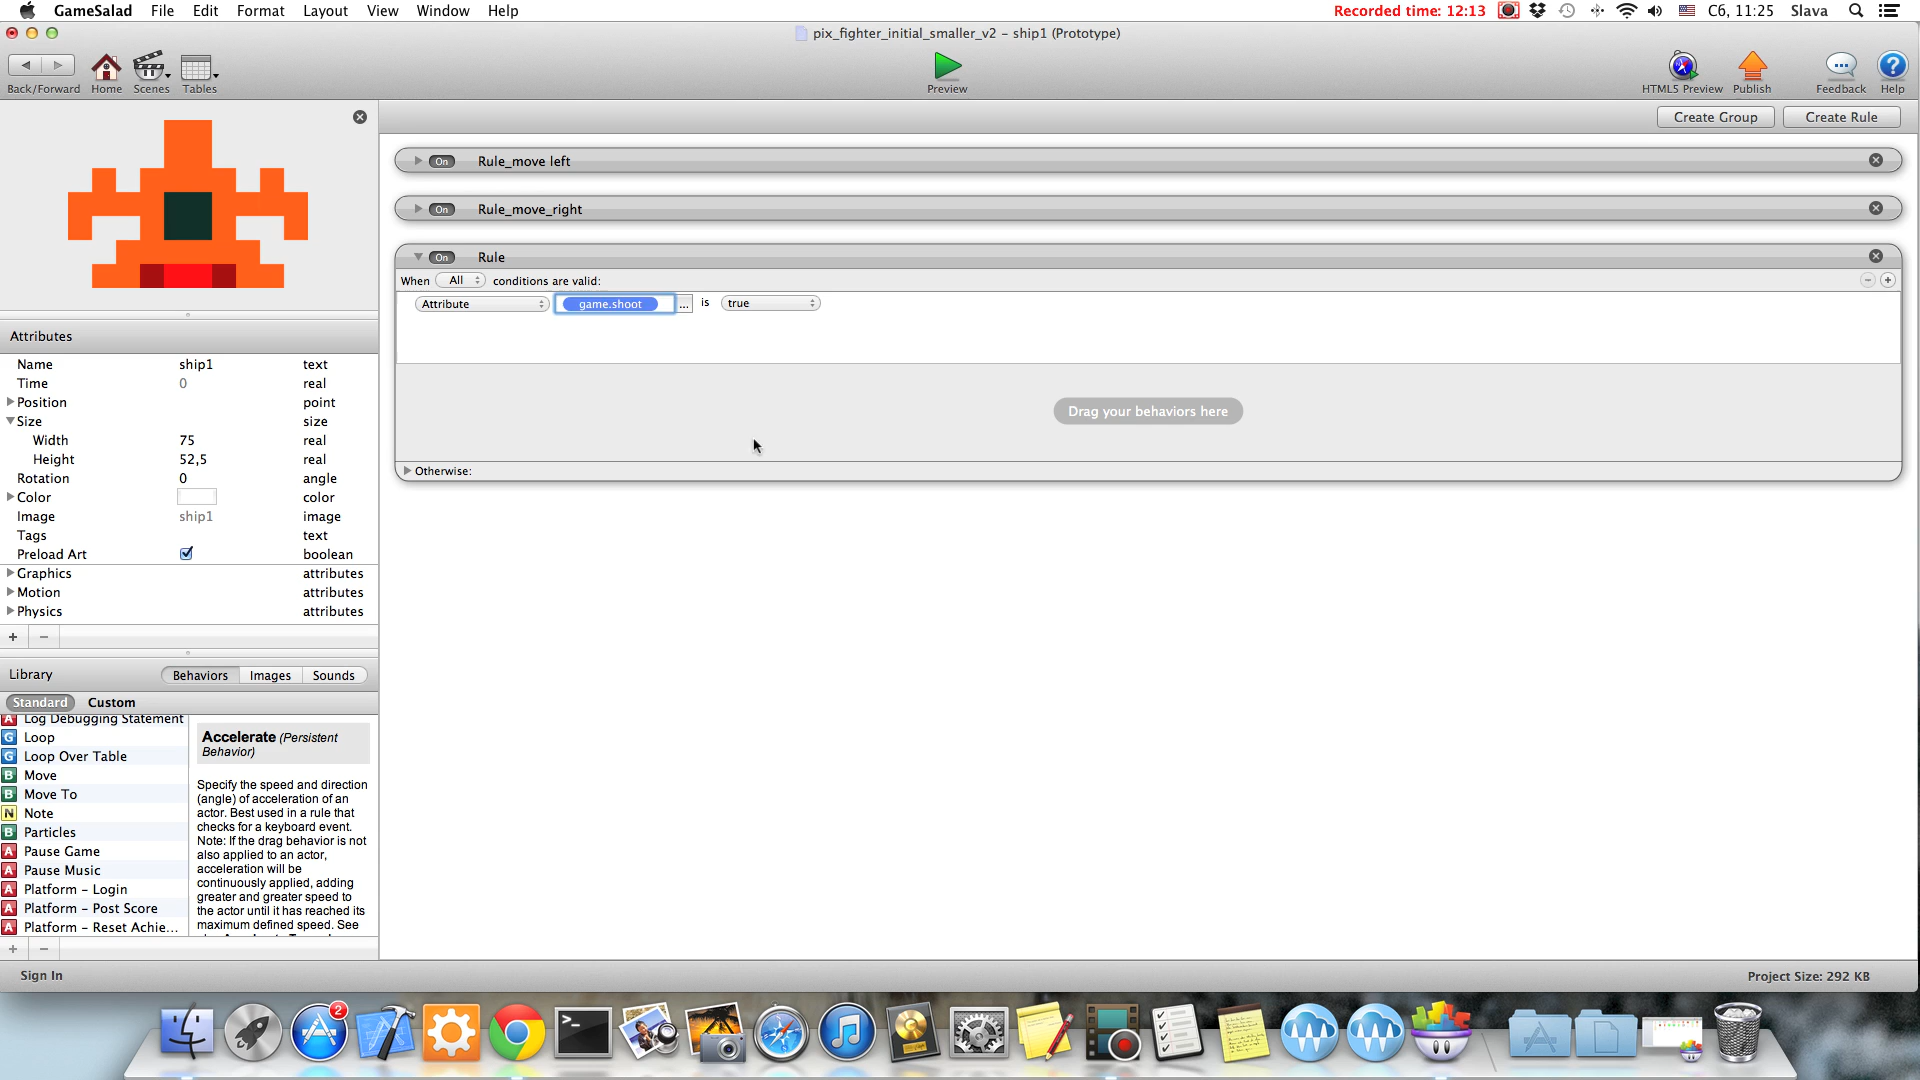 GameSalad File Edit Format Layout View Window Help
Recorded time: 12:13 C6, 11:25 Slava
pix_fighter_initial_smaller_v2 – ship1 (Prototype)
Back/Forward Home Scenes Tables Preview HTML5 Preview Publish Feedback Help
Create Group Create Rule
On Rule_move left
On Rule_move_right
On Rule
When All conditions are valid:
Attribute game.shoot ... is true
Drag your behaviors here
Otherwise:
Attributes
Name ship1 text
Time 0 real
Position point
Size size
Width 75 real
Height 52,5 real
Rotation 0 angle
Color color
Image ship1 image
Tags text
Preload Art boolean
Graphics attributes
Motion attributes
Physics attributes
+ −
Library Behaviors Images Sounds
Standard Custom
A Log Debugging Statement
G Loop
G Loop Over Table
B Move
B Move To
N Note
B Particles
A Pause Game
A Pause Music
A Platform – Login
A Platform – Post Score
A Platform – Reset Achie...
Accelerate (Persistent
Behavior)
Specify the speed and direction
(angle) of acceleration of an
actor. Best used in a rule that
checks for a keyboard event.
Note: If the drag behavior is not
also applied to an actor,
acceleration will be
continuously applied, adding
greater and greater speed to
the actor until it has reached its
maximum defined speed. See
+ −
Sign In
Project Size: 292 KB
2